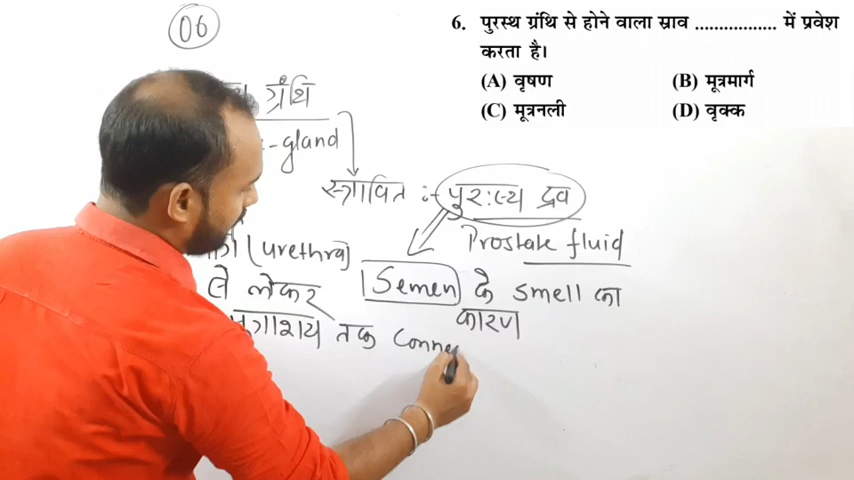 06
6. पुरस्थ ग्रंथि से होने वाला स्राव ................. में प्रवेश
करता है।
(A) वृषण (B) मूत्रमार्ग
(C) मूत्रनली (D) वृक्क
ग्रंथि
- gland
स्त्रावित :- पुरःस्थ द्रव
Prostate fluid
(urethra)
से लेकर
Semen के smell का
कारण
मूत्राशय तक conne